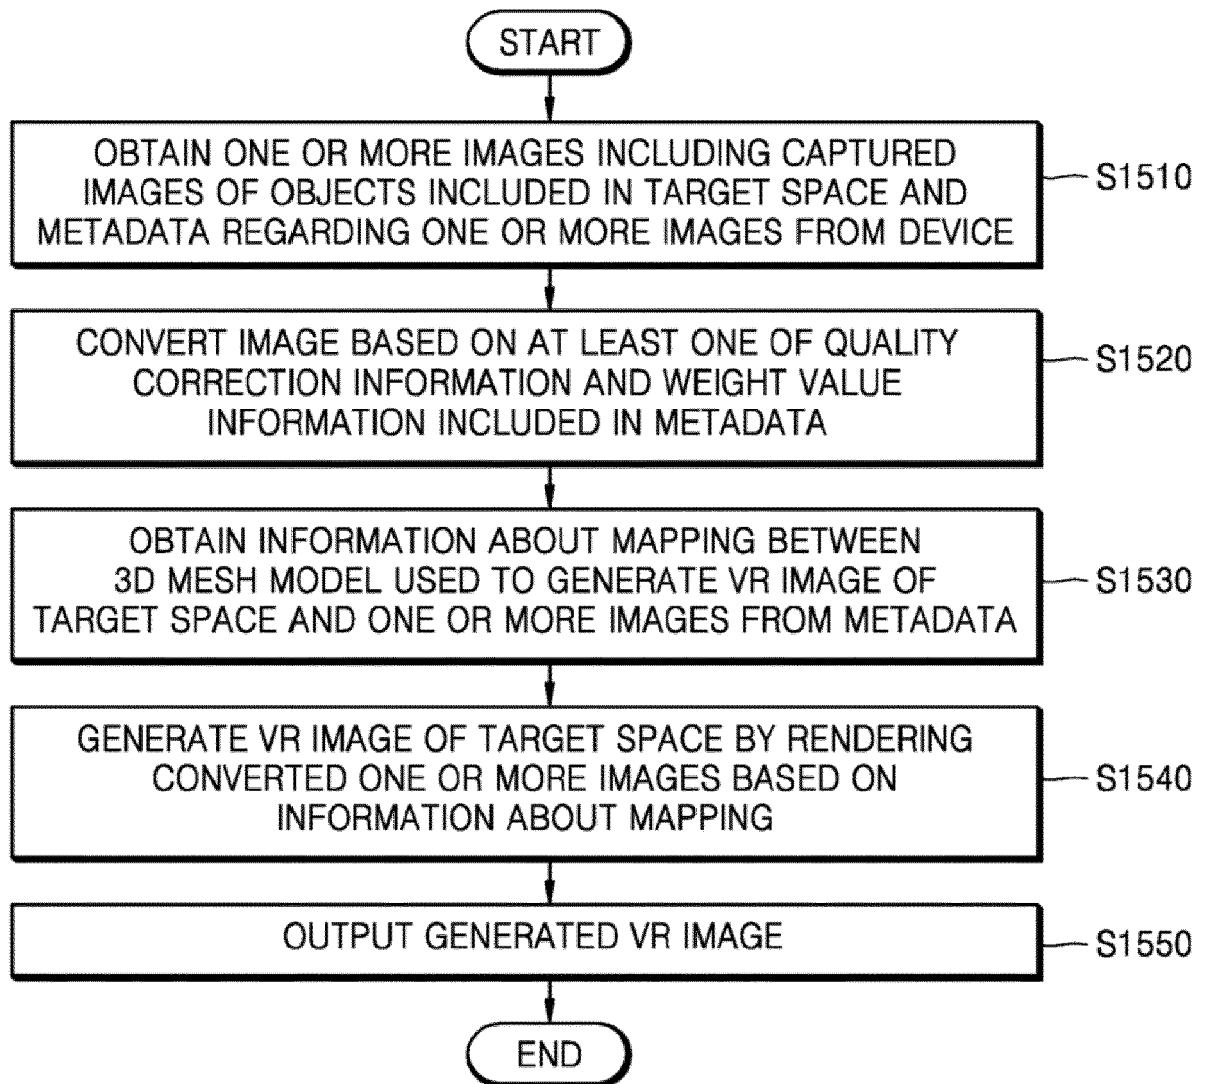 START
OBTAIN ONE OR MORE IMAGES INCLUDING CAPTURED
IMAGES OF OBJECTS INCLUDED IN TARGET SPACE AND
METADATA REGARDING ONE OR MORE IMAGES FROM DEVICE
S1510
CONVERT IMAGE BASED ON AT LEAST ONE OF QUALITY
CORRECTION INFORMATION AND WEIGHT VALUE
INFORMATION INCLUDED IN METADATA
S1520
OBTAIN INFORMATION ABOUT MAPPING BETWEEN
3D MESH MODEL USED TO GENERATE VR IMAGE OF
TARGET SPACE AND ONE OR MORE IMAGES FROM METADATA
S1530
GENERATE VR IMAGE OF TARGET SPACE BY RENDERING
CONVERTED ONE OR MORE IMAGES BASED ON
INFORMATION ABOUT MAPPING
S1540
OUTPUT GENERATED VR IMAGE
S1550
END